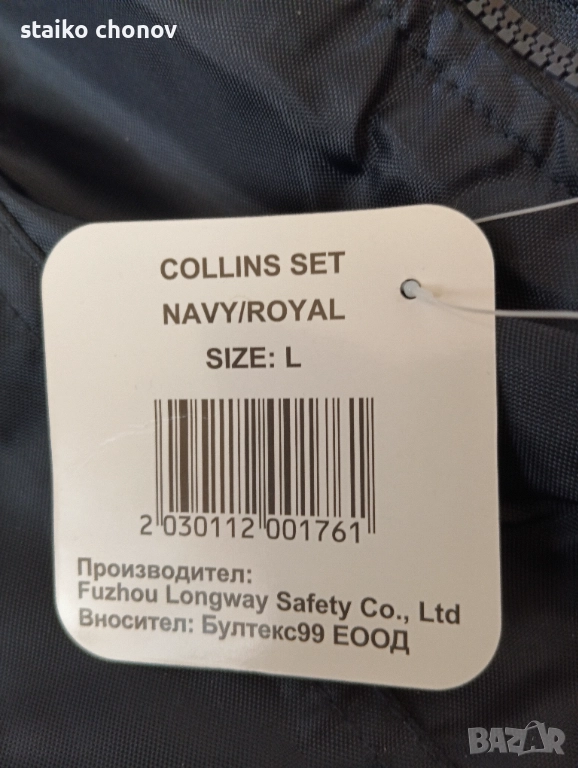 staiko chonov
COLLINS SET
NAVY/ROYAL
SIZE: L
2 030112 001761
Производител:
Fuzhou Longway Safety Co., Ltd
Вносител: Бултекс99 ЕООД
BAZAR